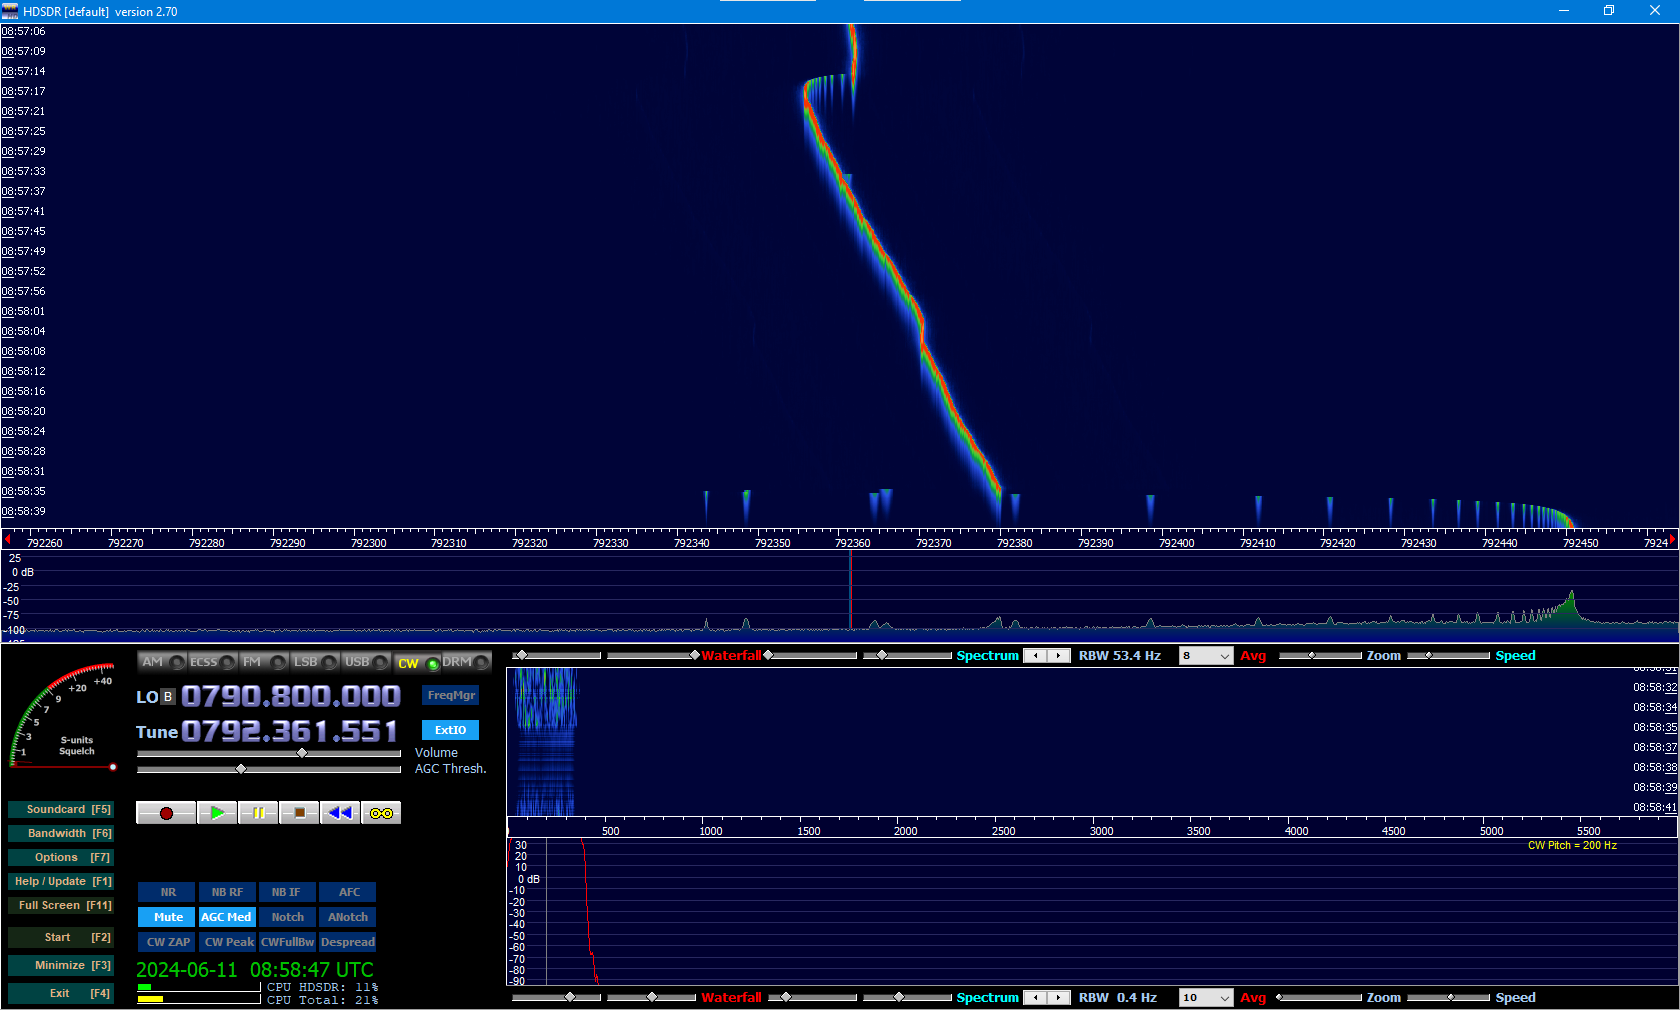 HDSDR [default]  version 2.70
08:57:06
08:57:09
08:57:14
08:57:17
08:57:21
08:57:25
08:57:29
08:57:33
08:57:37
08:57:41
08:57:45
08:57:49
08:57:52
08:57:56
08:58:01
08:58:04
08:58:08
08:58:12
08:58:16
08:58:20
08:58:24
08:58:28
08:58:31
08:58:35
08:58:39
792260 792270 792280 792290 792300 792310 792320 792330 792340 792350 792360 792370 792380 792390 792400 792410 792420 792430 792440 792450 7924
25
0 dB
-25
-50
-75
-100
Waterfall Spectrum RBW 53.4 Hz 8 Avg Zoom Speed
+40
+20
9
7
5
3
1
S-units
Squelch
AM ECSS FM LSB USB CW DRM
LO B 0790.800.000 FreqMgr
Tune 0792.361.551 ExtIO
Volume
AGC Thresh.
Soundcard [F5]
Bandwidth [F6]
Options [F7]
Help / Update [F1]
Full Screen [F11]
Start [F2]
Minimize [F3]
Exit [F4]
NR NB RF NB IF AFC
Mute AGC Med Notch ANotch
CW ZAP CW Peak CWFullBw Despread
2024-06-11 08:58:47 UTC
CPU HDSDR: 11%
CPU Total: 21%
08:58:32
08:58:34
08:58:35
08:58:37
08:58:38
08:58:39
08:58:41
500 1000 1500 2000 2500 3000 3500 4000 4500 5000 5500
CW Pitch = 200 Hz
30
20
10
0 dB
-10
-20
-30
-40
-50
-60
-70
-80
-90
Waterfall Spectrum RBW 0.4 Hz 10 Avg Zoom Speed